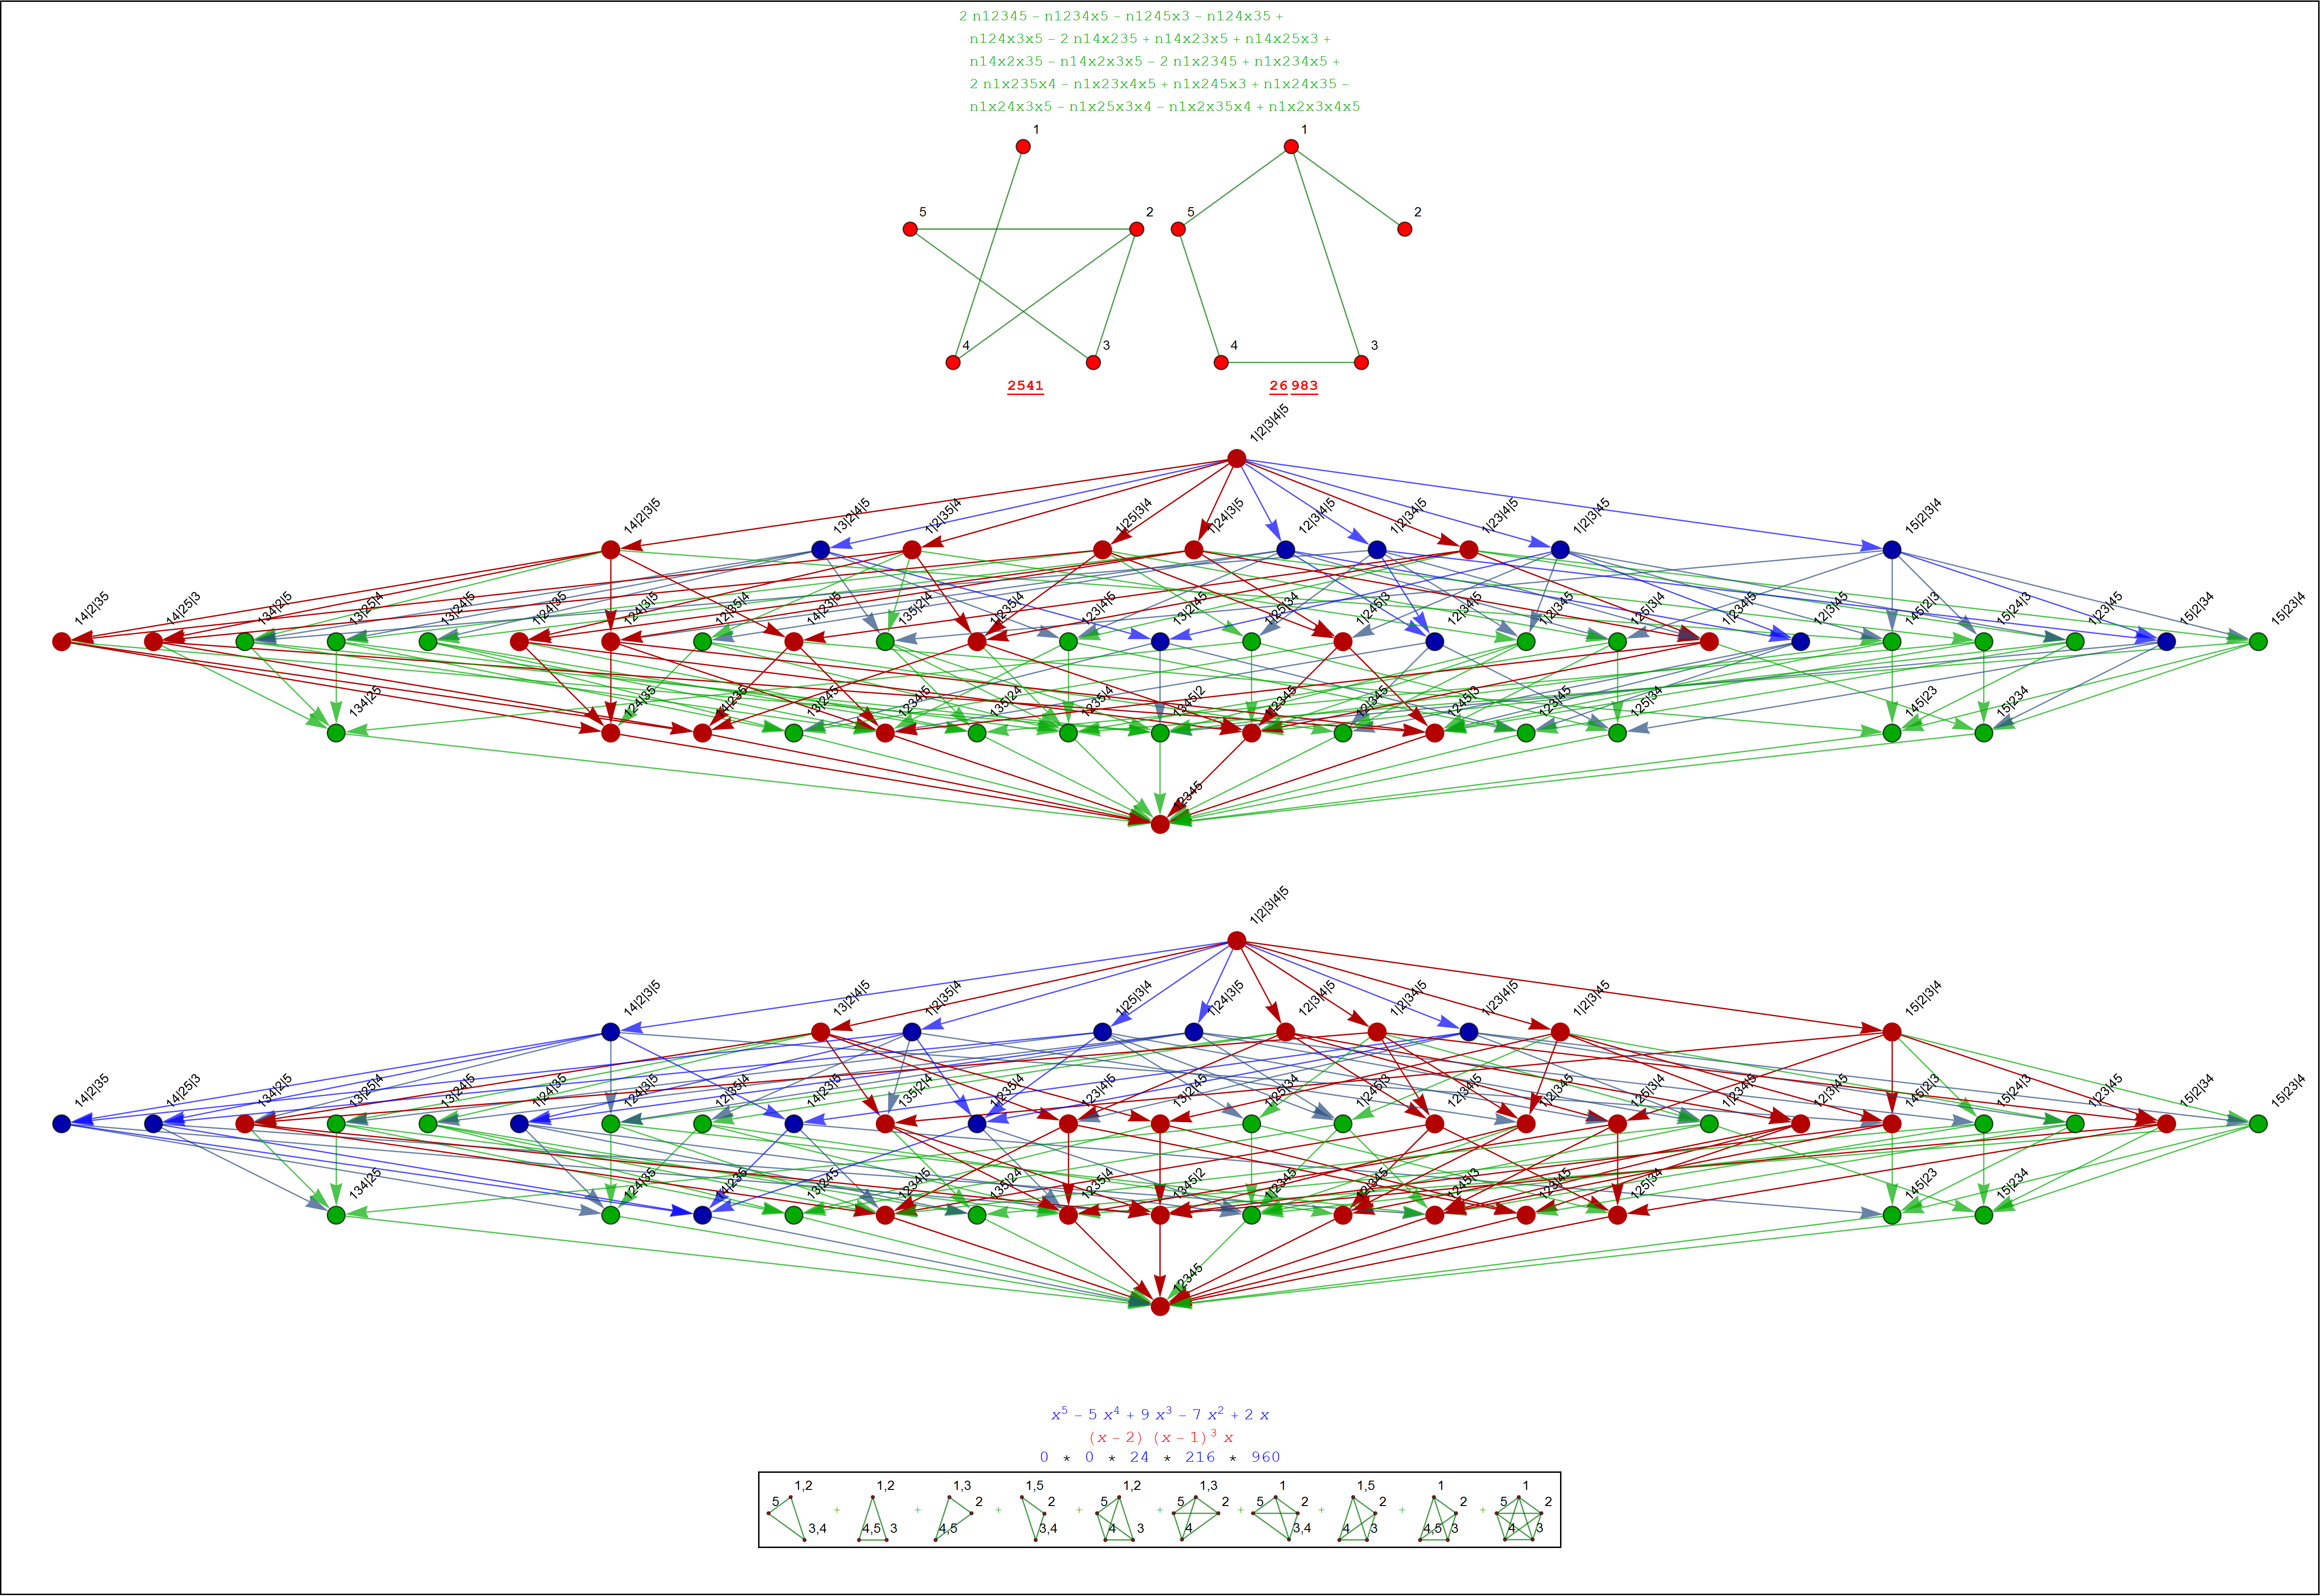 2 n12345 − n1234x5 − n1245x3 − n124x35 +
n124x3x5 − 2 n14x235 + n14x23x5 + n14x25x3 +
n14x2x35 − n14x2x3x5 − 2 n1x2345 + n1x234x5 +
2 n1x235x4 − n1x23x4x5 + n1x245x3 + n1x24x35 −
n1x24x3x5 − n1x25x3x4 − n1x2x35x4 + n1x2x3x4x5
1 1
5 2 5 2
4 3 4 3
2541 26 983
1|2|3|4|5
14|2|3|5 13|2|4|5 1|2|35|4 1|25|3|4 1|24|3|5 12|3|4|5 1|2|34|5 1|23|4|5 1|2|3|45 15|2|3|4
14|2|35 14|25|3 134|2|5 13|25|4 13|24|5 1|24|35 124|3|5 12|35|4 14|23|5 135|2|4 1|235|4 123|4|5 13|2|45 1|25|34 1|245|3 12|34|5 1|2|345 125|3|4 1|234|5 12|3|45 145|2|3 15|24|3 1|23|45 15|2|34 15|23|4
134|25 124|35 14|235 13|245 1234|5 135|24 1235|4 1345|2 1|2345 12|345 1245|3 123|45 125|34 145|23 15|234
12345
1|2|3|4|5
14|2|3|5 13|2|4|5 1|2|35|4 1|25|3|4 1|24|3|5 12|3|4|5 1|2|34|5 1|23|4|5 1|2|3|45 15|2|3|4
14|2|35 14|25|3 134|2|5 13|25|4 13|24|5 1|24|35 124|3|5 12|35|4 14|23|5 135|2|4 1|235|4 123|4|5 13|2|45 1|25|34 1|245|3 12|34|5 1|2|345 125|3|4 1|234|5 12|3|45 145|2|3 15|24|3 1|23|45 15|2|34 15|23|4
134|25 124|35 14|235 13|245 1234|5 135|24 1235|4 1345|2 1|2345 12|345 1245|3 123|45 125|34 145|23 15|234
12345
x⁵ − 5 x⁴ + 9 x³ − 7 x² + 2 x
(x − 2) (x − 1)³ x
0 * 0 * 24 * 216 * 960
1,2 1,2 1,3 1,5 1,2 1,3 1 1,5 1 1
5 + + 2 + 2 + 5 + 5 2 + 5 2 + 2 + 2 + 5 2
3,4 4,5 3 4,5 3,4 4 3 4 3,4 4 3 4,5 3 4 3